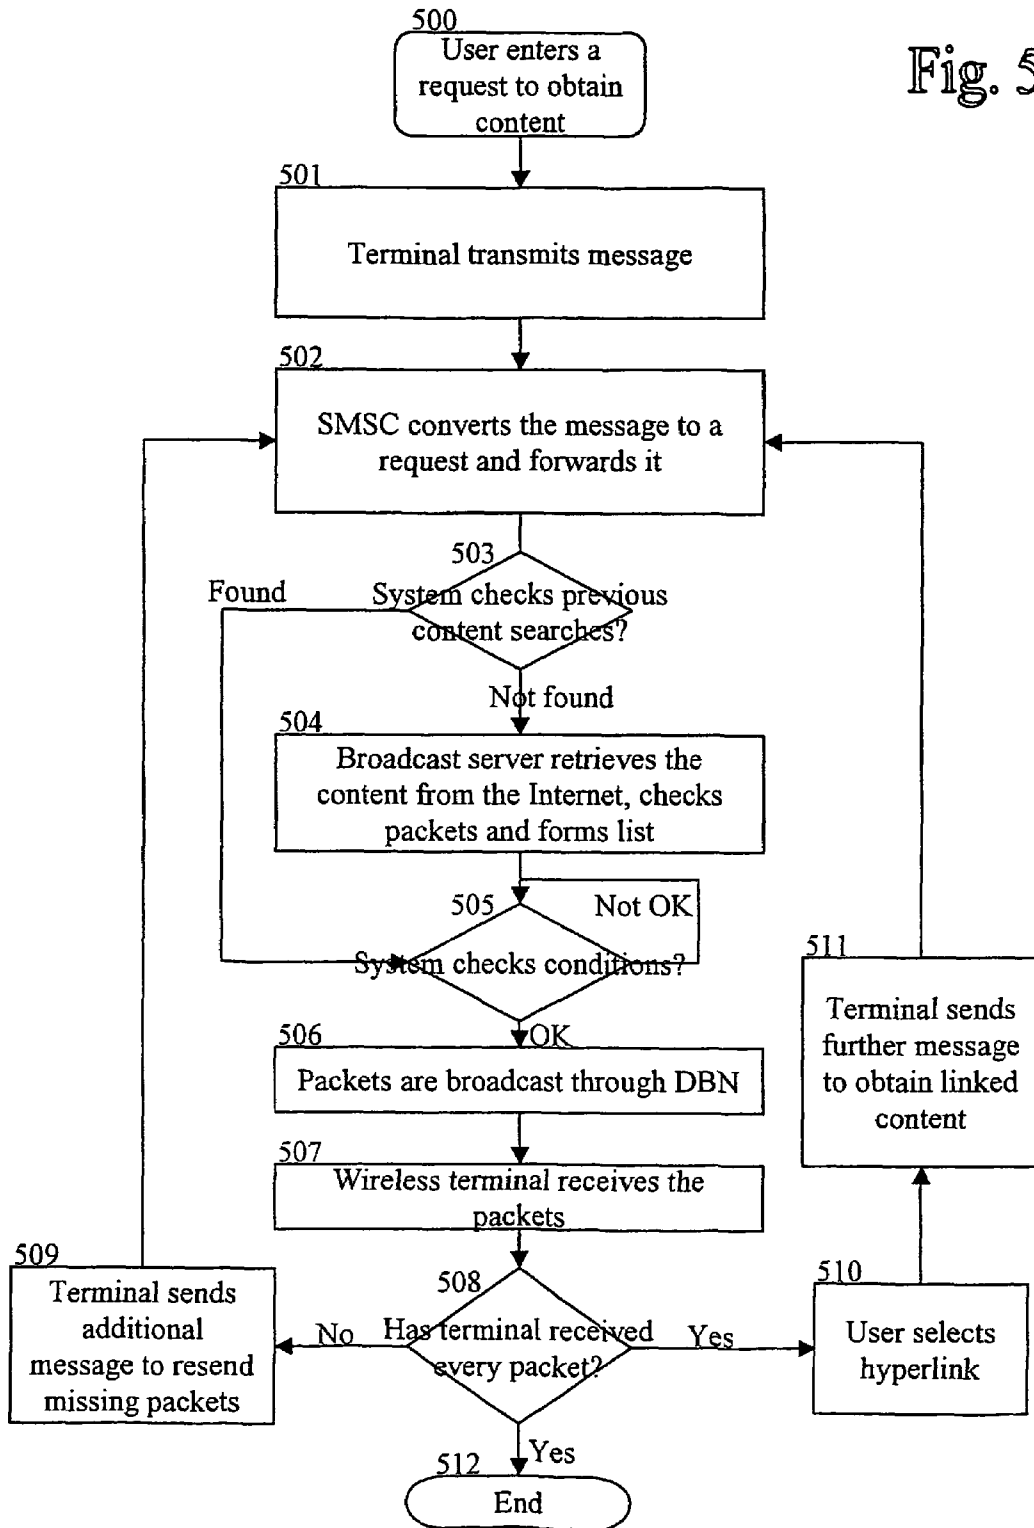 Fig. 5
500
User enters a
request to obtain
content
501
Terminal transmits message
502
SMSC converts the message to a
request and forwards it
503
Found
System checks previous
content searches?
Not found
504
Broadcast server retrieves the
content from the Internet, checks
packets and forms list
505
Not OK
System checks conditions?
OK
506
Packets are broadcast through DBN
507
Wireless terminal receives the
packets
508
Has terminal received
every packet?
No
Yes
509
Terminal sends
additional
message to resend
missing packets
510
User selects
hyperlink
511
Terminal sends
further message
to obtain linked
content
Yes
512
End